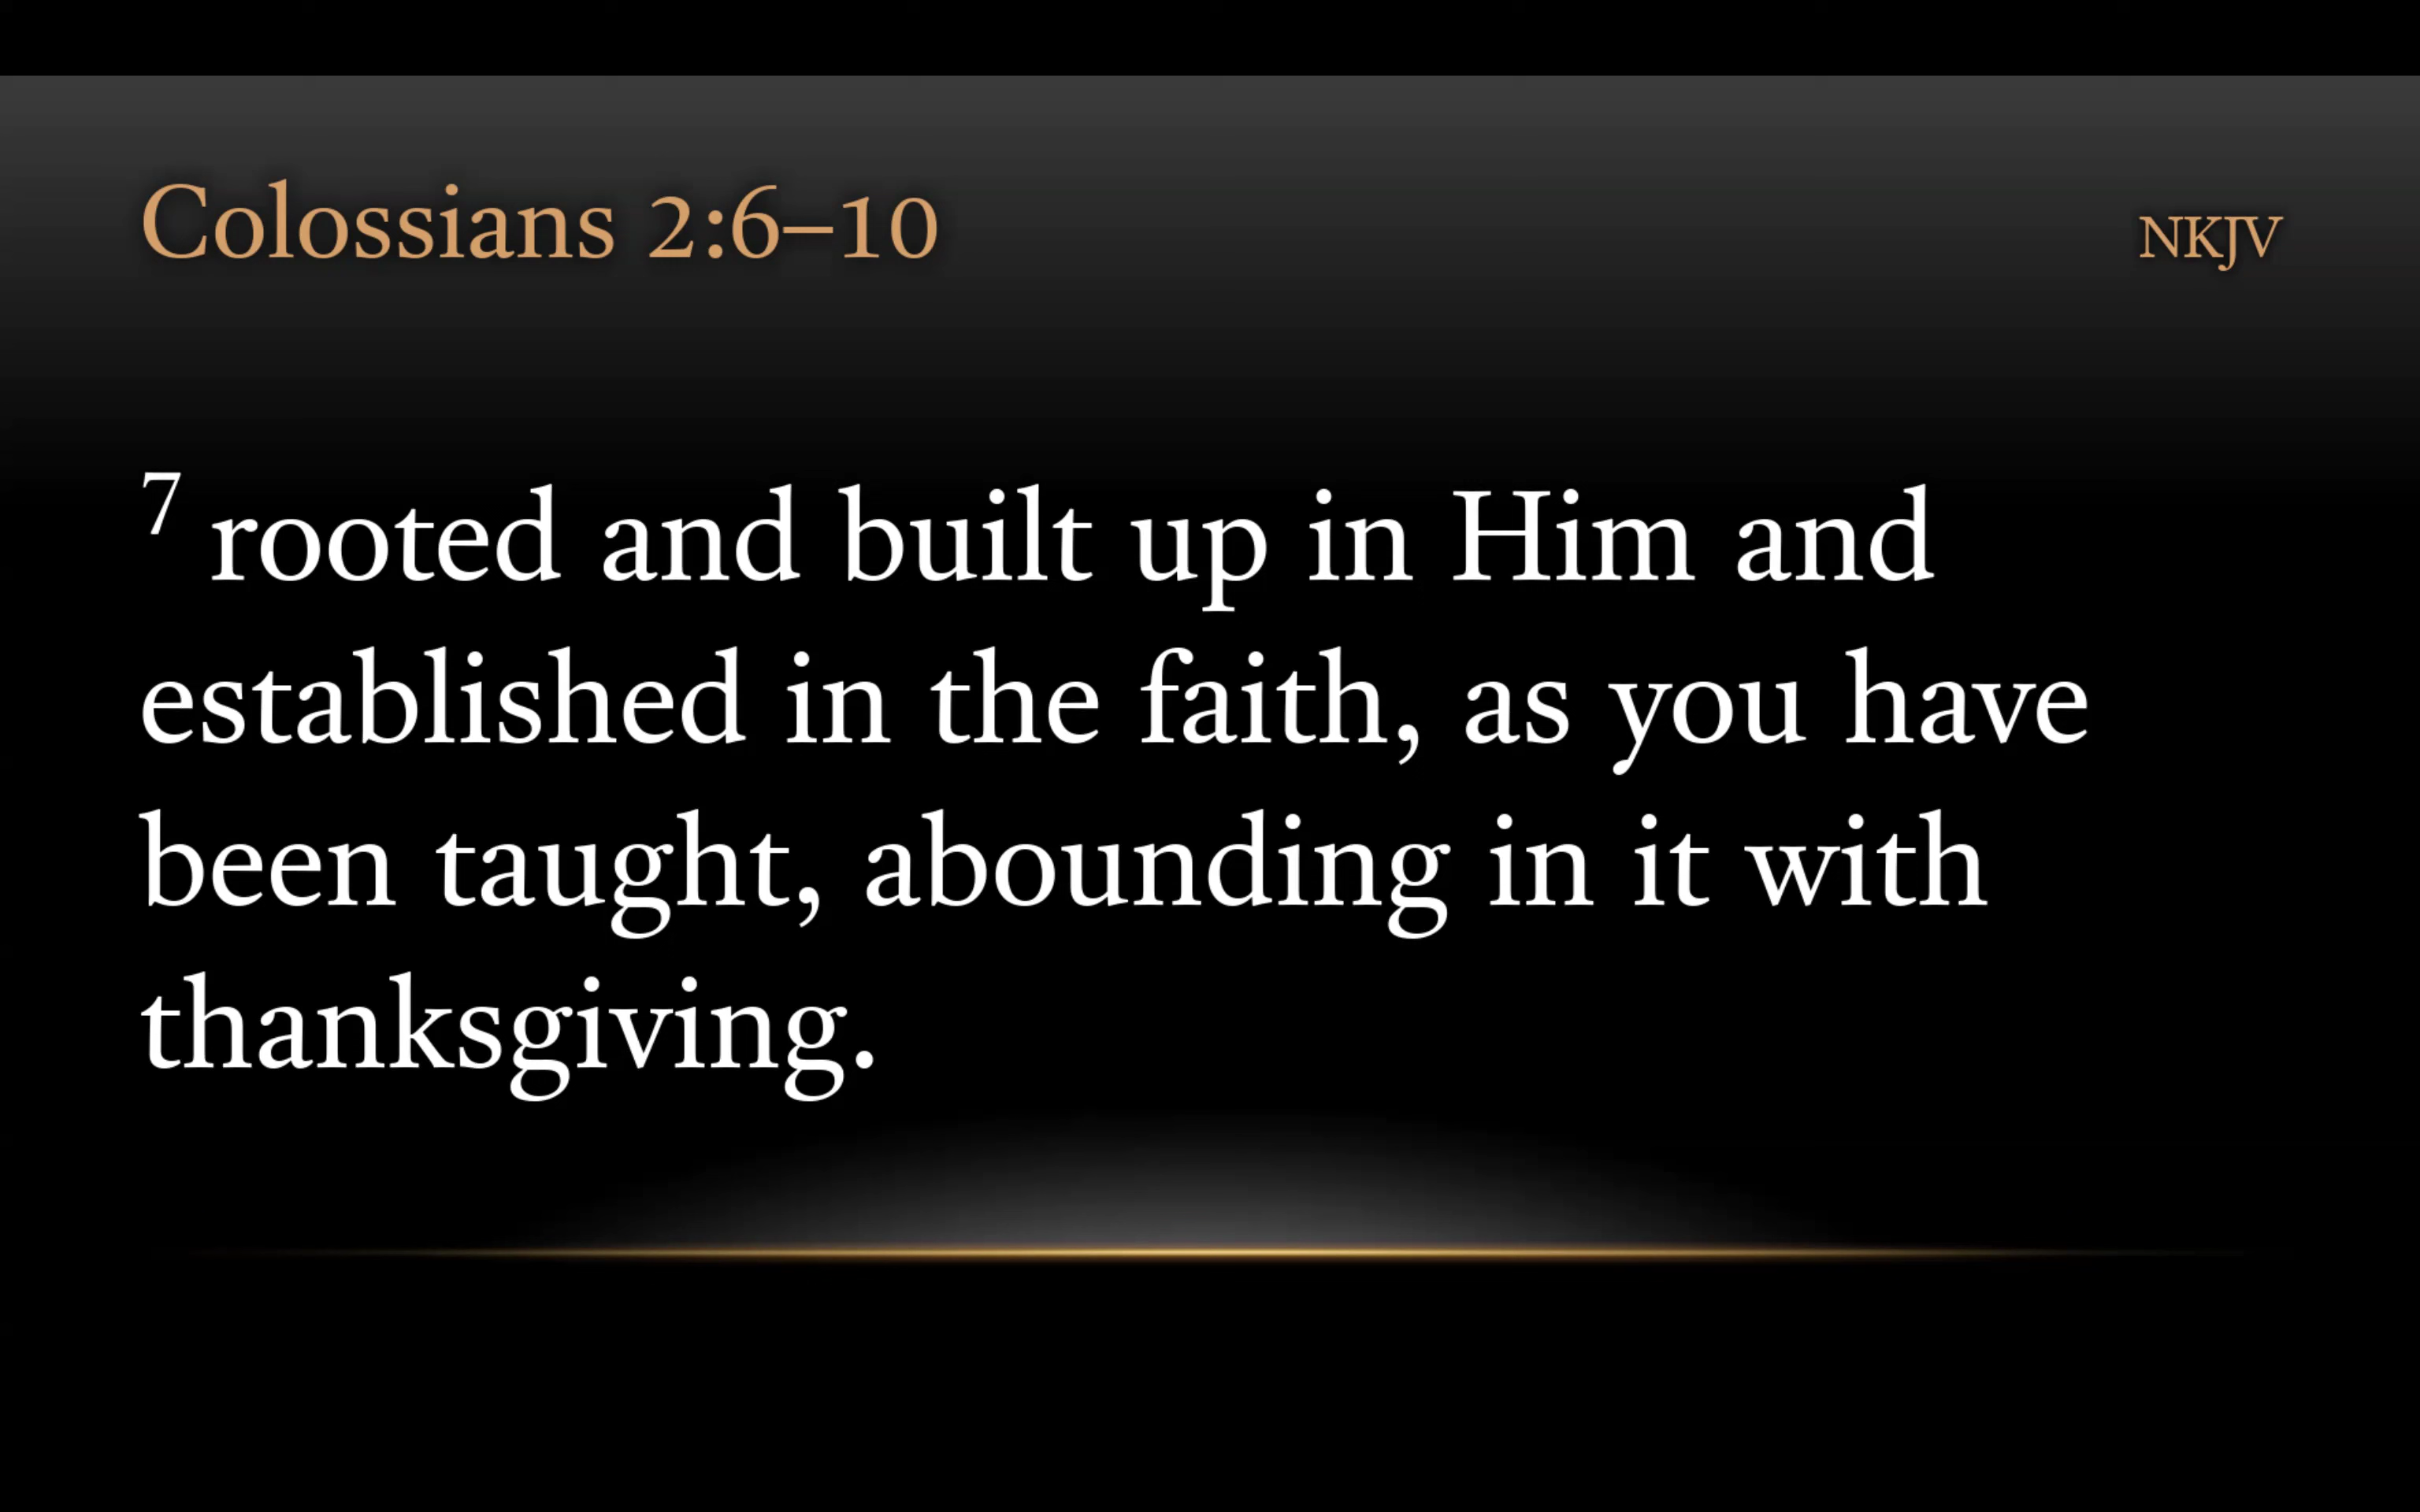 Colossians 2:6–10
NKJV
7 rooted and built up in Him and
established in the faith, as you have
been taught, abounding in it with
thanksgiving.